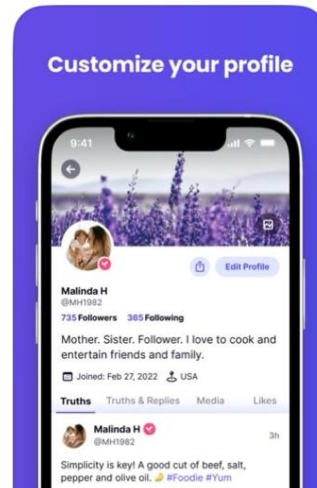 Customize your profile
9:41
Edit Profile
Malinda H
@MH1982
735 Followers 365 Following
Mother. Sister. Follower. I love to cook and
entertain friends and family.
Joined: Feb 27, 2022 USA
Truths Truths & Replies Media Likes
Malinda H
@MH1982
3h
Simplicity is key! A good cut of beef, salt,
pepper and olive oil. #Foodie #Yum